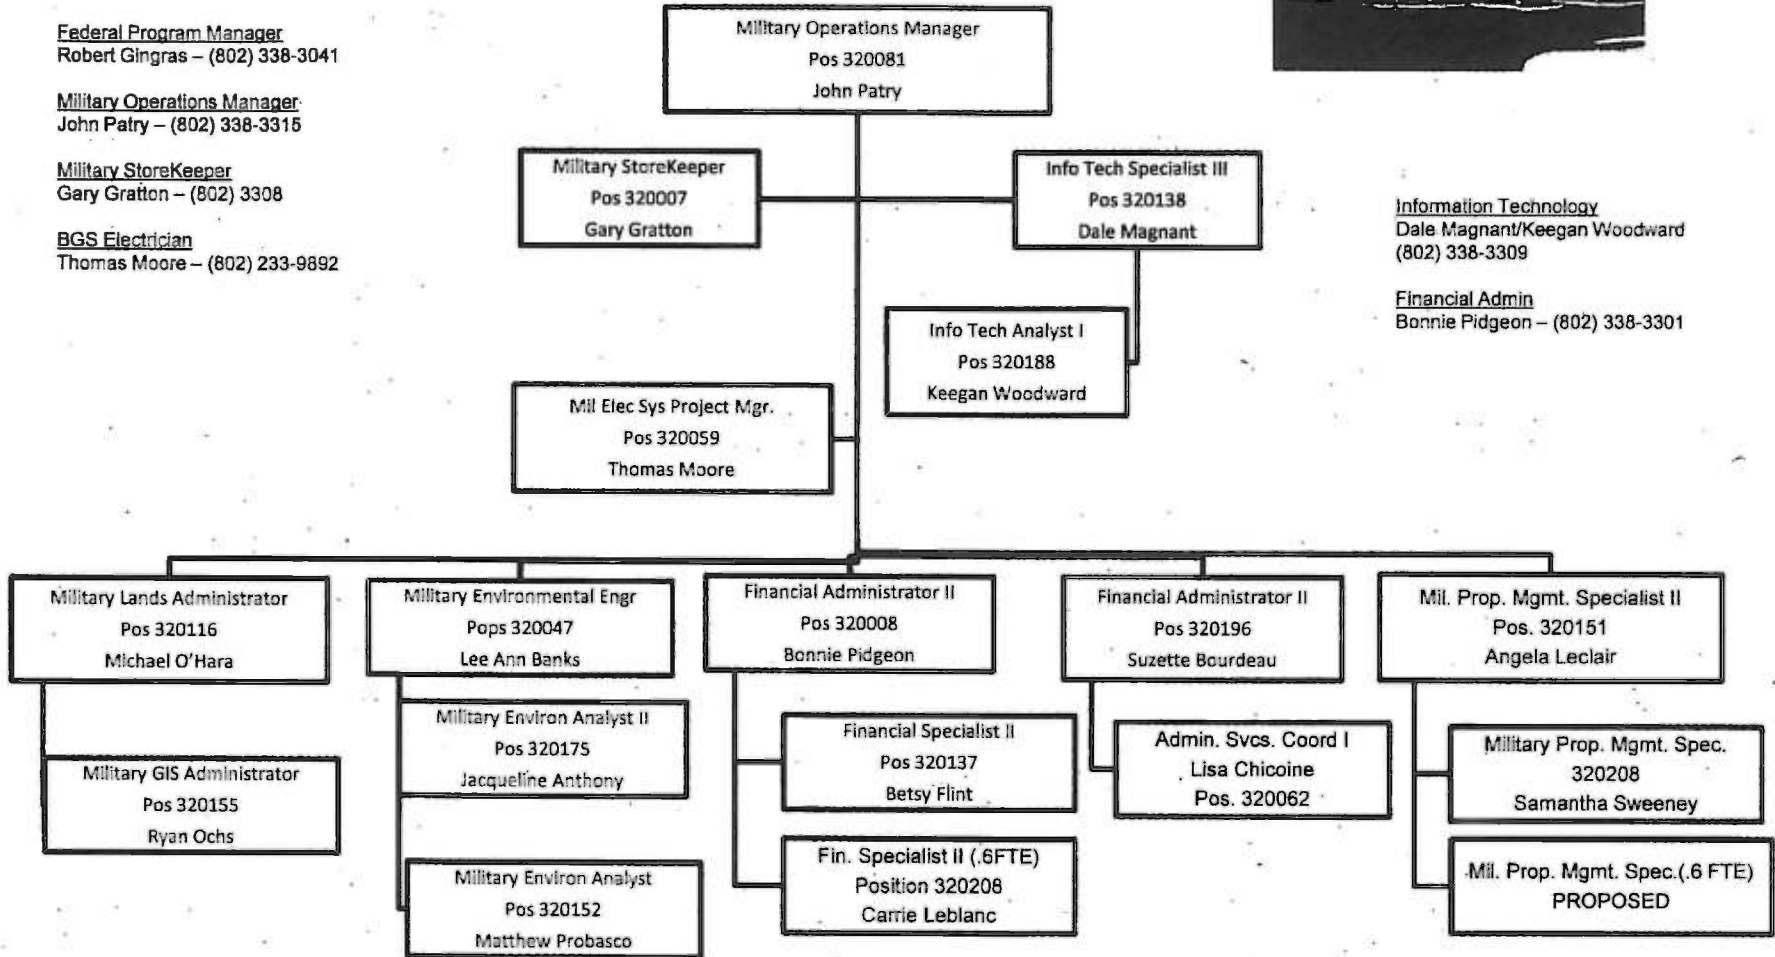 Federal Program Manager
Robert Gingras – (802) 338-3041
Military Operations Manager
John Patry – (802) 338-3315
Military StoreKeeper
Gary Gratton – (802) 3308
BGS Electrician
Thomas Moore – (802) 233-9892
Military Operations Manager
Pos 320081
John Patry
Military StoreKeeper
Pos 320007
Gary Gratton
Info Tech Specialist III
Pos 320138
Dale Magnant
Information Technology
Dale Magnant/Keegan Woodward
(802) 338-3309
Financial Admin
Bonnie Pidgeon – (802) 338-3301
Info Tech Analyst I
Pos 320188
Keegan Woodward
Mil Elec Sys Project Mgr.
Pos 320059
Thomas Moore
Military Lands Administrator
Pos 320116
Michael O'Hara
Military GIS Administrator
Pos 320155
Ryan Ochs
Military Environmental Engr
Pops 320047
Lee Ann Banks
Military Environ Analyst II
Pos 320175
Jacqueline Anthony
Military Environ Analyst
Pos 320152
Matthew Probasco
Financial Administrator II
Pos 320008
Bonnie Pidgeon
Financial Specialist II
Pos 320137
Betsy Flint
Fin. Specialist II (.6FTE)
Position 320208
Carrie Leblanc
Financial Administrator II
Pos 320196
Suzette Bourdeau
Admin. Svcs. Coord I
Lisa Chicoine
Pos. 320062
Mil. Prop. Mgmt. Specialist II
Pos. 320151
Angela Leclair
Military Prop. Mgmt. Spec.
320208
Samantha Sweeney
Mil. Prop. Mgmt. Spec.(.6 FTE)
PROPOSED